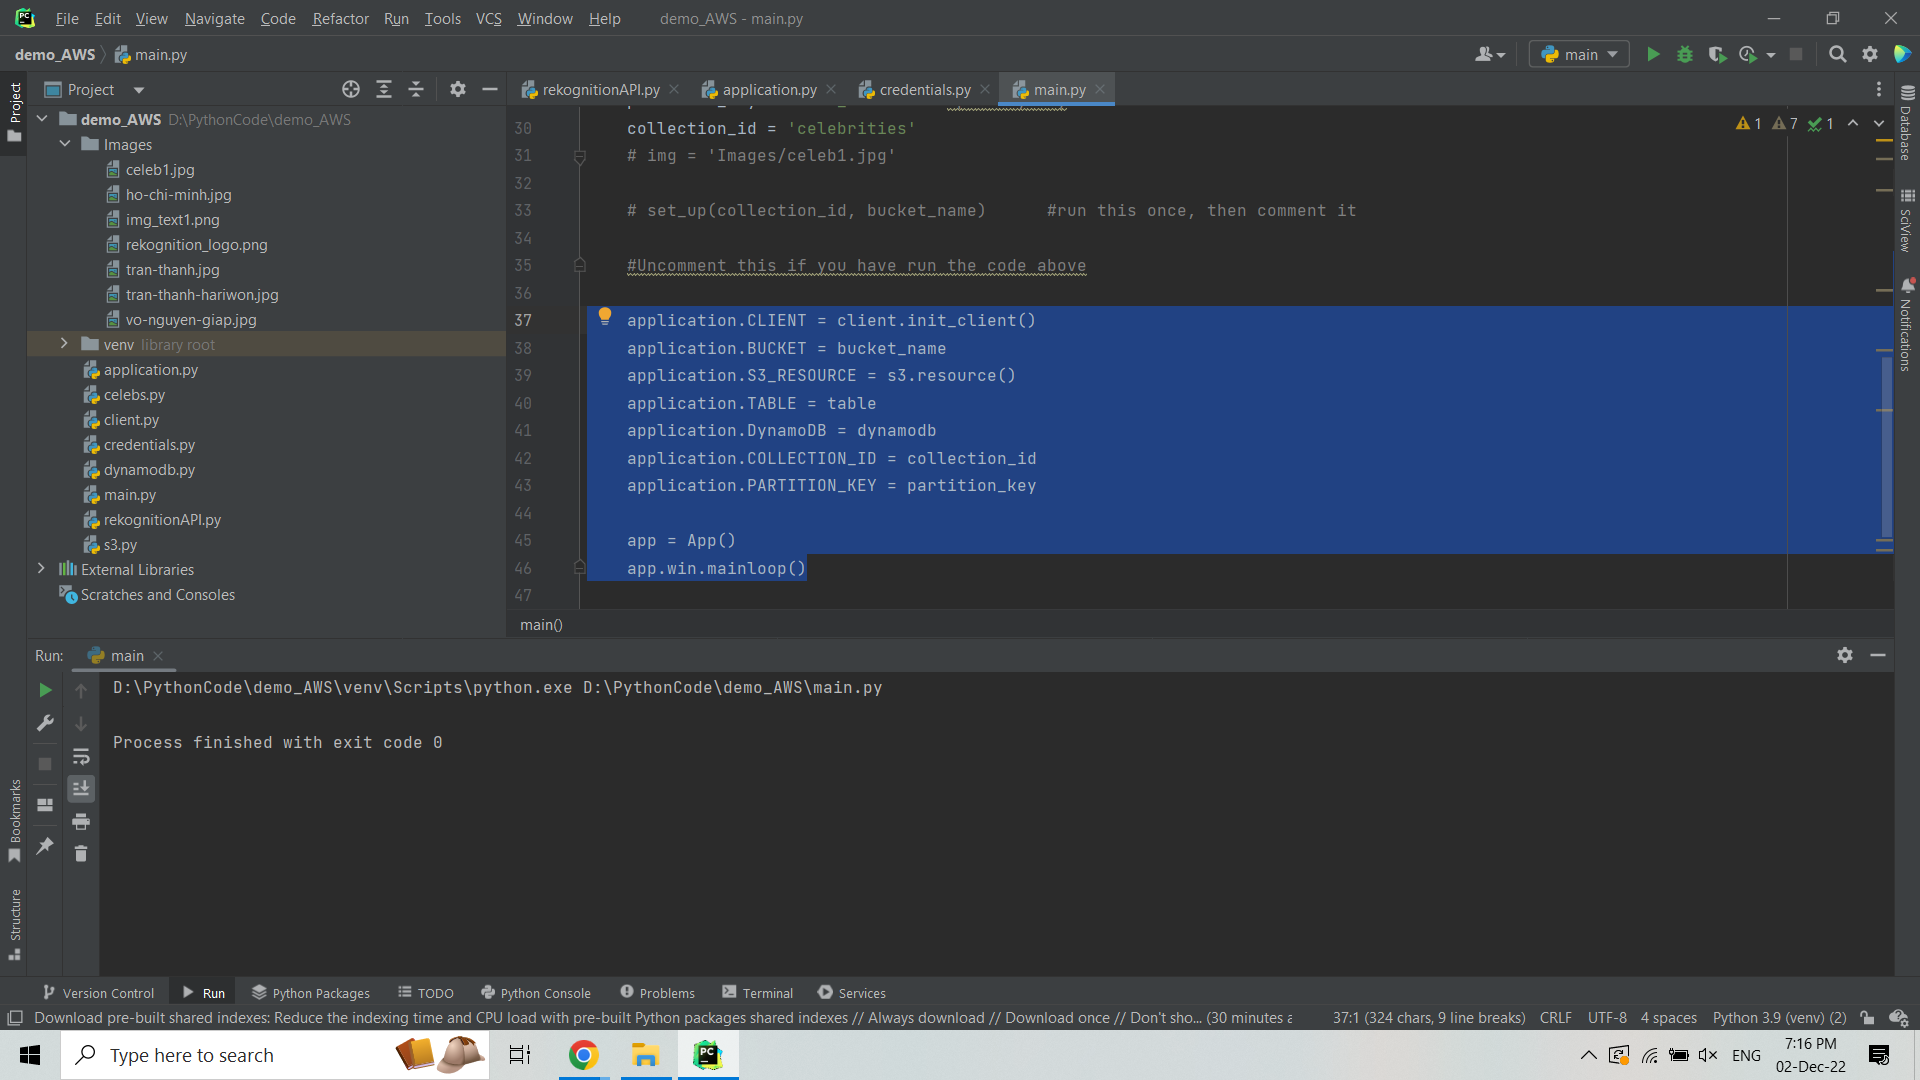 File Edit View Navigate Code Refactor Run Tools VCS Window Help demo_AWS - main.py
demo_AWS main.py
main
Project
rekognitionAPI.py application.py credentials.py main.py
Project
demo_AWS D:\PythonCode\demo_AWS
Images
celeb1.jpg
ho-chi-minh.jpg
img_text1.png
rekognition_logo.png
tran-thanh.jpg
tran-thanh-hariwon.jpg
vo-nguyen-giap.jpg
venv library root
application.py
celebs.py
client.py
credentials.py
dynamodb.py
main.py
rekognitionAPI.py
s3.py
External Libraries
Scratches and Consoles
1 7 1
30 collection_id = 'celebrities'
31 # img = 'Images/celeb1.jpg'
32
33 # set_up(collection_id, bucket_name) #run this once, then comment it
34
35 #Uncomment this if you have run the code above
36
37 application.CLIENT = client.init_client()
38 application.BUCKET = bucket_name
39 application.S3_RESOURCE = s3.resource()
40 application.TABLE = table
41 application.DynamoDB = dynamodb
42 application.COLLECTION_ID = collection_id
43 application.PARTITION_KEY = partition_key
44
45 app = App()
46 app.win.mainloop()
47
main()
Database
SciView
Notifications
Run: main
D:\PythonCode\demo_AWS\venv\Scripts\python.exe D:\PythonCode\demo_AWS\main.py
Process finished with exit code 0
Bookmarks
Structure
Version Control Run Python Packages TODO Python Console Problems Terminal Services
Download pre-built shared indexes: Reduce the indexing time and CPU load with pre-built Python packages shared indexes // Always download // Download once // Don't sho... (30 minutes a 37:1 (324 chars, 9 line breaks) CRLF UTF-8 4 spaces Python 3.9 (venv) (2)
Type here to search
PC
ENG
7:16 PM
02-Dec-22